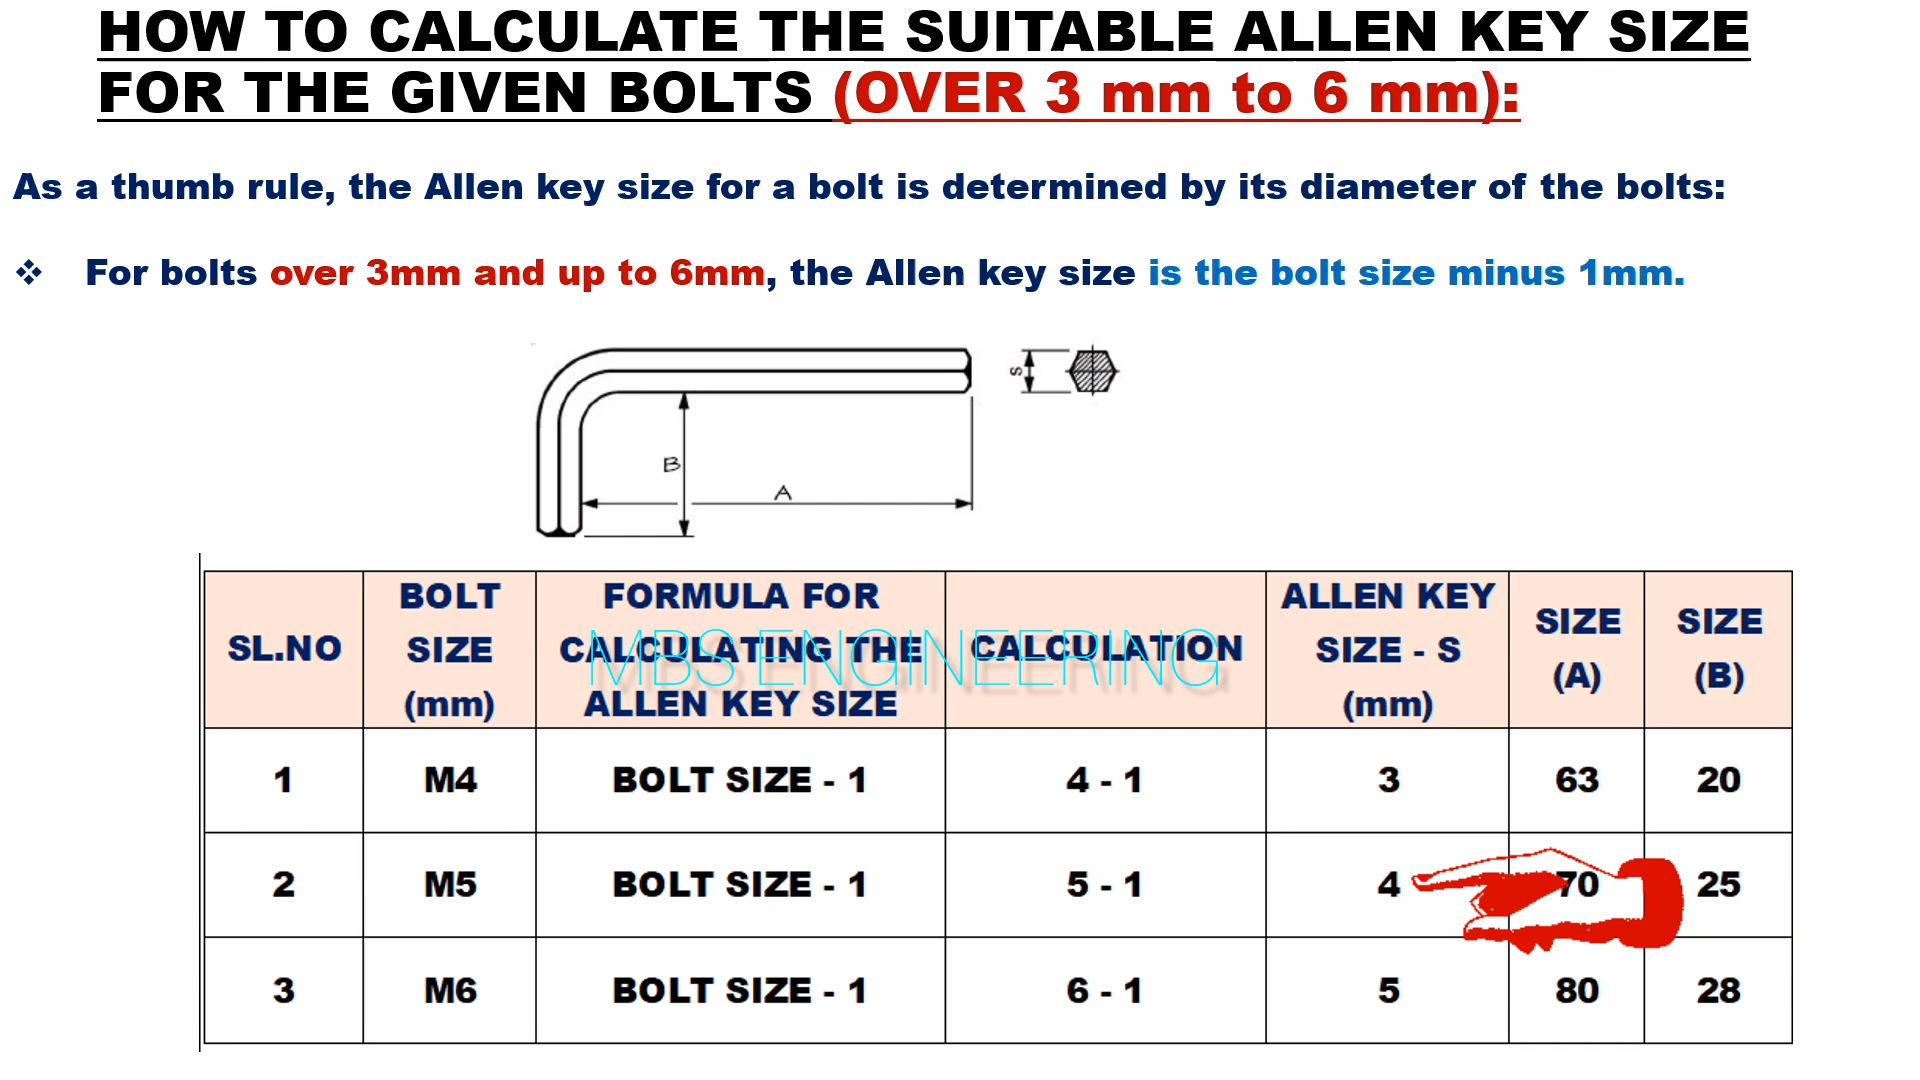 HOW TO CALCULATE THE SUITABLE ALLEN KEY SIZE
FOR THE GIVEN BOLTS (OVER 3 mm to 6 mm):
As a thumb rule, the Allen key size for a bolt is determined by its diameter of the bolts:
❖ For bolts over 3mm and up to 6mm, the Allen key size is the bolt size minus 1mm.
S
B
A
SL.NO
BOLT
SIZE
(mm)
FORMULA FOR
CALCULATING THE
ALLEN KEY SIZE
CALCULATION
ALLEN KEY
SIZE - S
(mm)
SIZE
(A)
SIZE
(B)
MBS ENGINEERING
1 M4 BOLT SIZE - 1 4 - 1 3 63 20
2 M5 BOLT SIZE - 1 5 - 1 4 70 25
3 M6 BOLT SIZE - 1 6 - 1 5 80 28